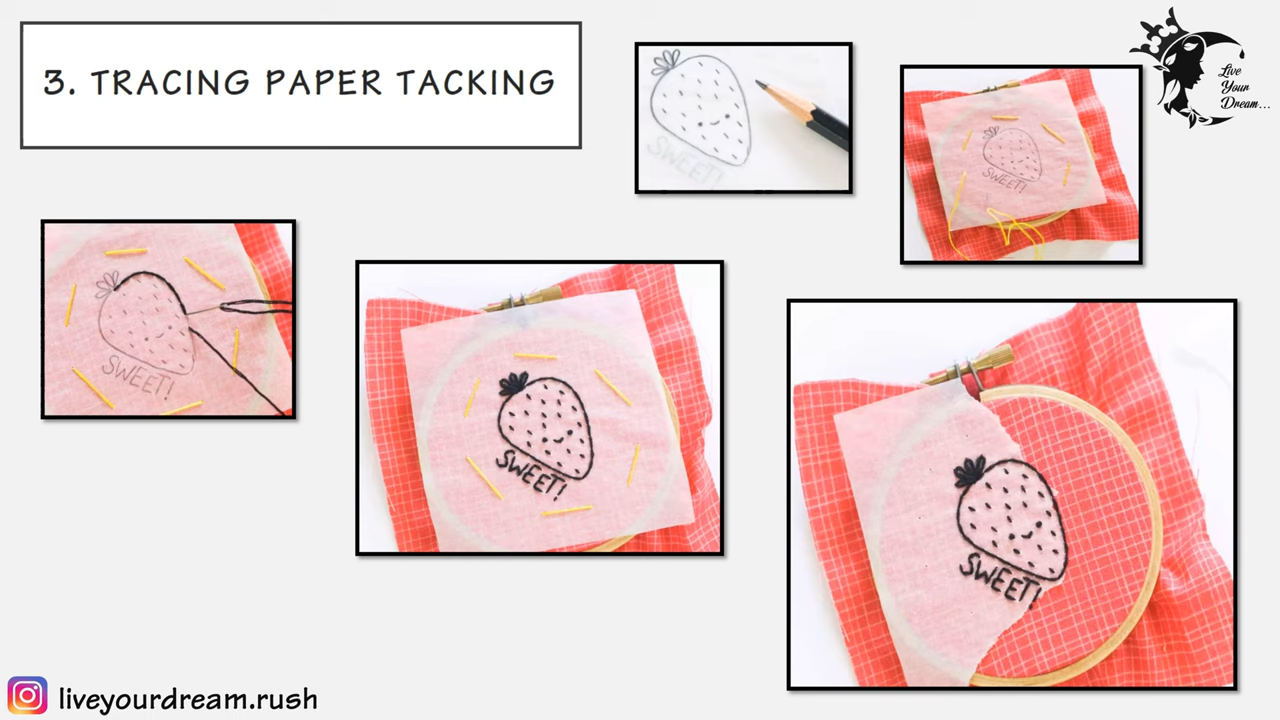 3. TRACING PAPER TACKING
SWEET!
SWEET!
Live
Your
Dream...
SWEET!
SWEET!
SWEET!
liveyourdream.rush